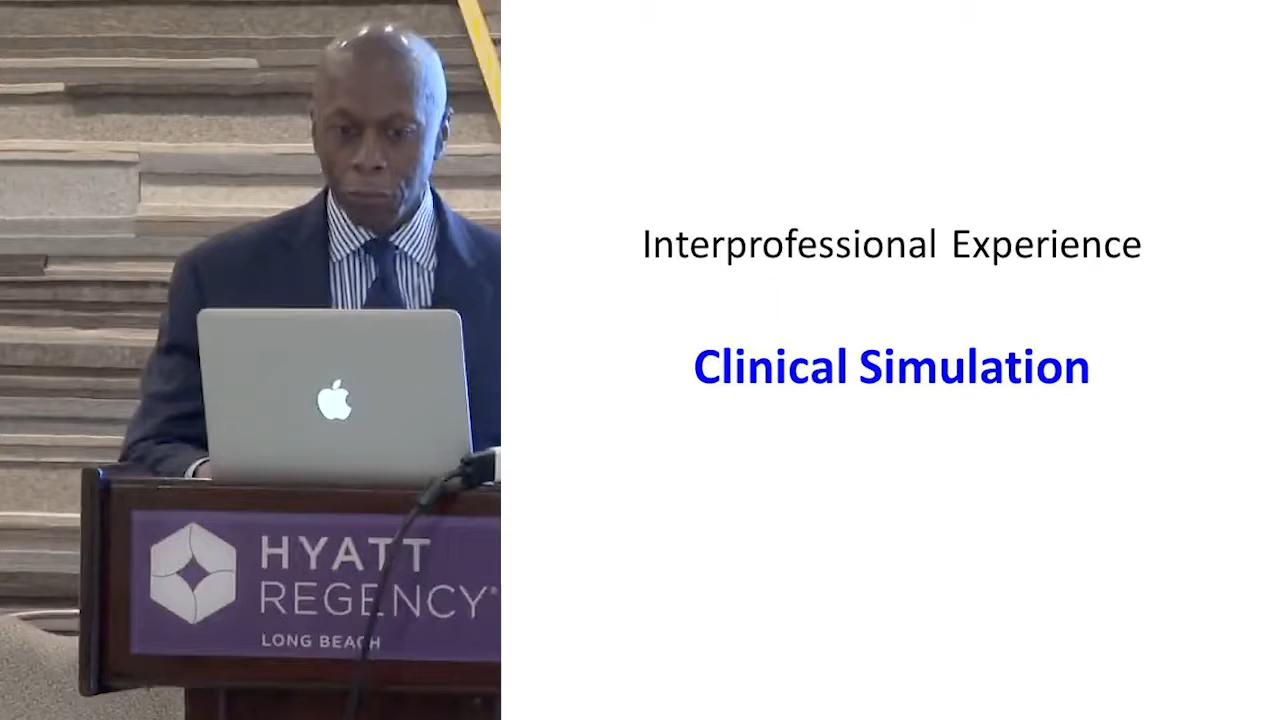 HYATT
REGENCY®
LONG BEACH
Interprofessional Experience
Clinical Simulation